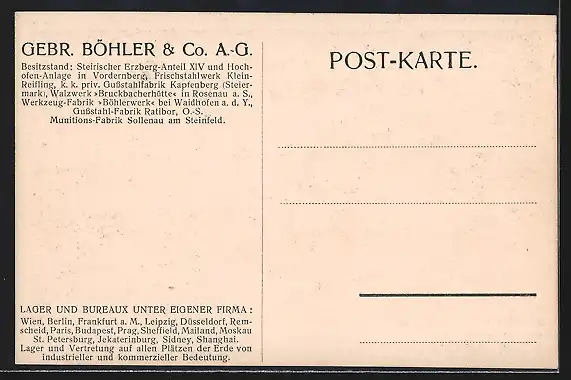 GEBR. BÖHLER & Co. A.-G.
Besitzstand: Steirischer Erzberg-Anteil XIV und Hoch-
ofen-Anlage in Vordernberg, Frischstahlwerk Klein-
Reifling, k. k. priv. Gußstahlfabrik Kapfenberg (Steier-
mark), Walzwerk »Bruckbacherhütte« in Rosenau a. S.,
Werkzeug-Fabrik »Böhlerwerk« bei Waidhofen a. d. Y.,
Gußstahl-Fabrik Ratibor, O.-S.
Munitions-Fabrik Sollenau am Steinfeld.
POST-KARTE.
LAGER UND BUREAUX UNTER EIGENER FIRMA:
Wien, Berlin, Frankfurt a. M., Leipzig, Düsseldorf, Rem-
scheid, Paris, Budapest, Prag, Sheffield, Mailand, Moskau
St. Petersburg, Jekaterinburg, Sidney, Shanghai.
Lager und Vertretung auf allen Plätzen der Erde von
industrieller und kommerzieller Bedeutung.